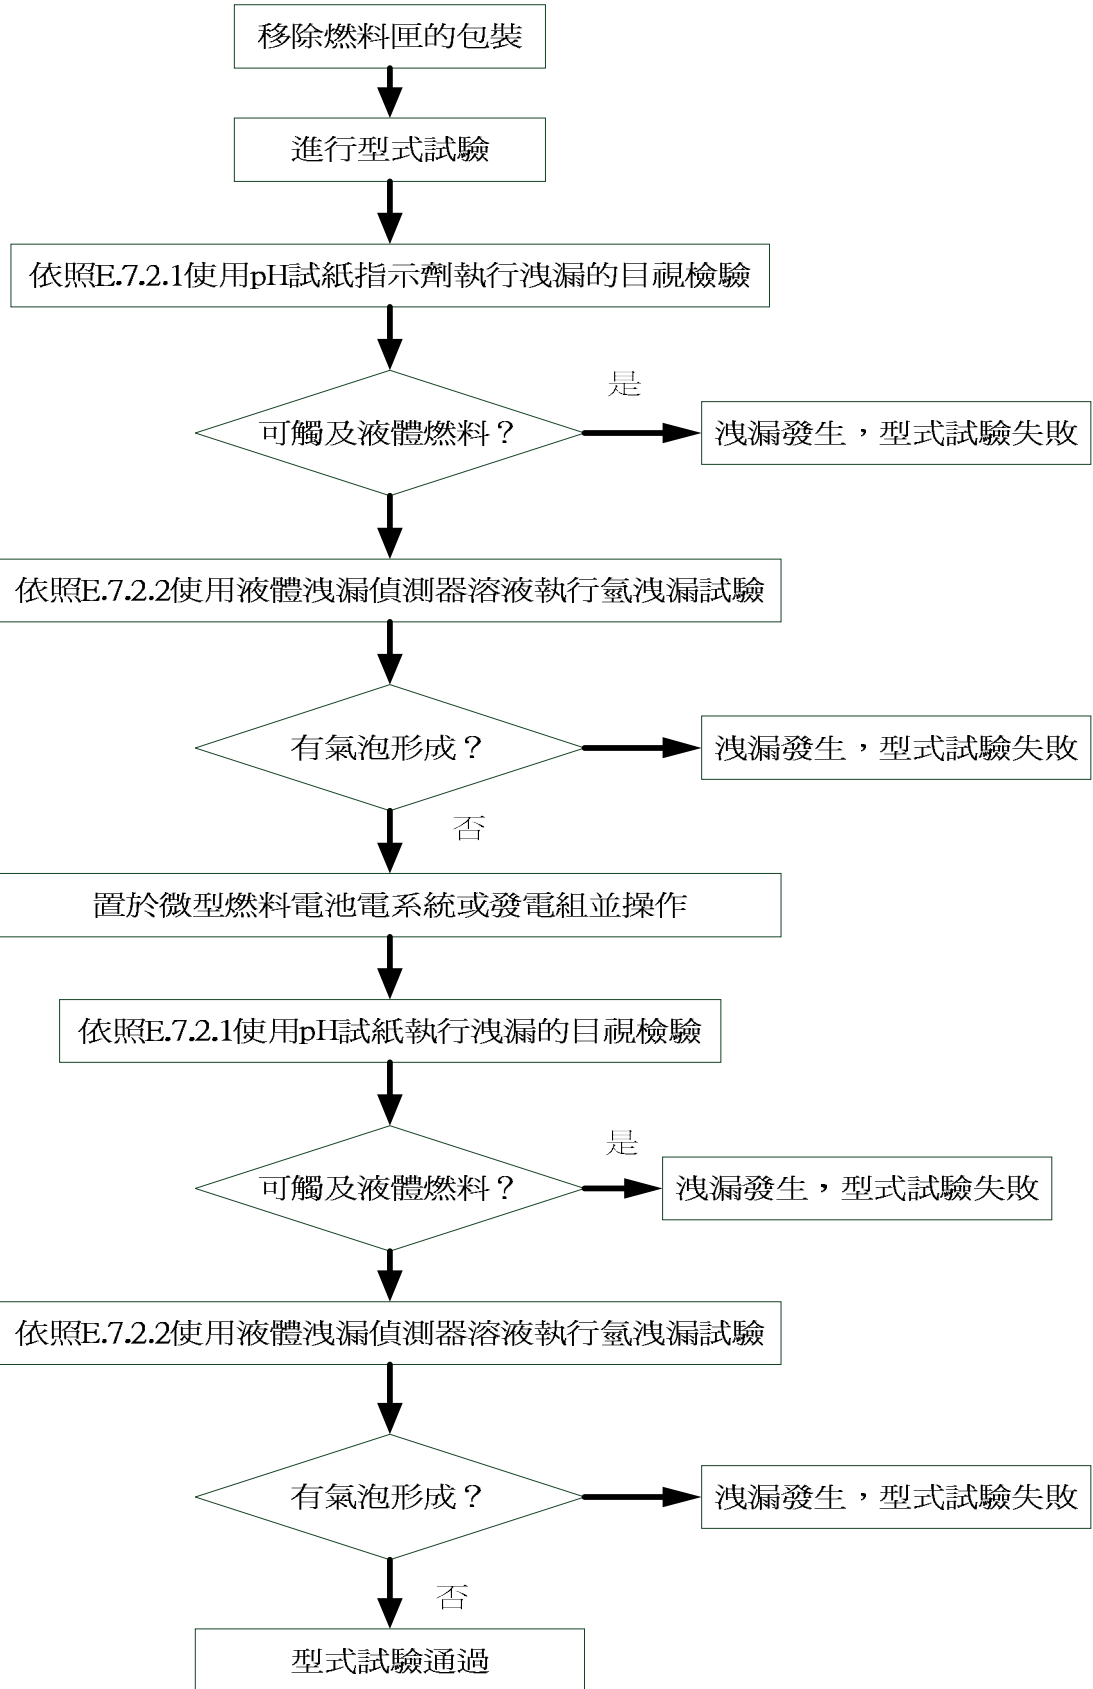 移除燃料匣的包裝
進行型式試驗
依照E.7.2.1使用pH試紙指示劑執行洩漏的目視檢驗
是
可觸及液體燃料？
洩漏發生，型式試驗失敗
依照E.7.2.2使用液體洩漏偵測器溶液執行氫洩漏試驗
有氣泡形成？
洩漏發生，型式試驗失敗
否
置於微型燃料電池電系統或發電組並操作
依照E.7.2.1使用pH試紙執行洩漏的目視檢驗
是
可觸及液體燃料？
洩漏發生，型式試驗失敗
依照E.7.2.2使用液體洩漏偵測器溶液執行氫洩漏試驗
有氣泡形成？
洩漏發生，型式試驗失敗
否
型式試驗通過